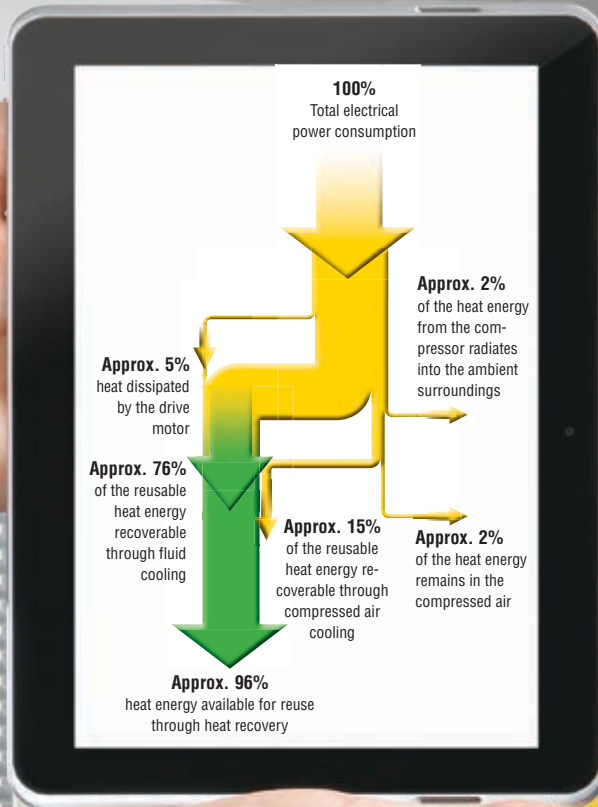 100%
Total electrical
power consumption
Approx. 2%
of the heat energy
from the com-
pressor radiates
into the ambient
surroundings
Approx. 5%
heat dissipated
by the drive
motor
Approx. 76%
of the reusable
heat energy
recoverable
through fluid
cooling
Approx. 15%
of the reusable
heat energy re-
coverable through
compressed air
cooling
Approx. 2%
of the heat energy
remains in the
compressed air
Approx. 96%
heat energy available for reuse
through heat recovery